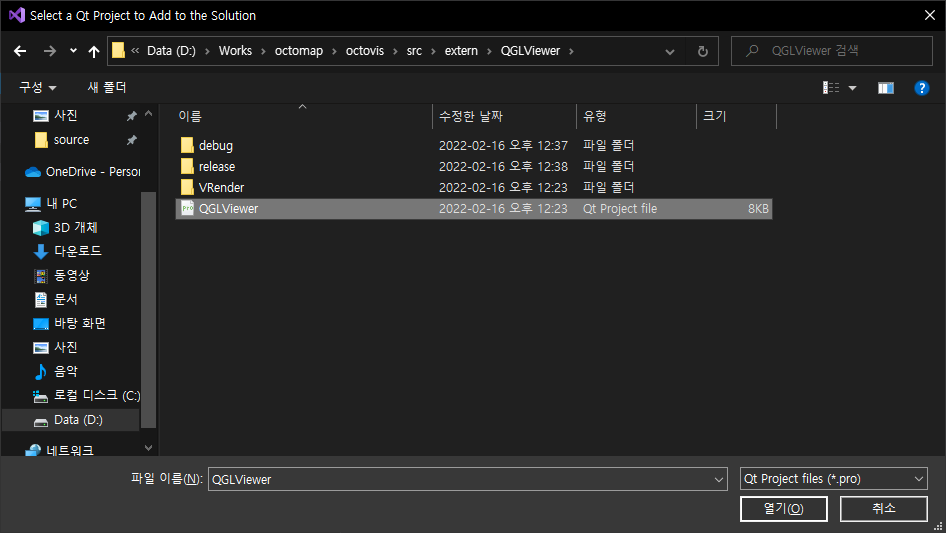 Select a Qt Project to Add to the Solution
« Data (D:) › Works › octomap › octovis › src › extern › QGLViewer ›
QGLViewer 검색
구성 새 폴더
사진
source
OneDrive - Person
내 PC
3D 개체
다운로드
동영상
문서
바탕 화면
사진
음악
로컬 디스크 (C:)
Data (D:)
네트워크
이름 수정한 날짜 유형 크기
debug 2022-02-16 오후 12:37 파일 폴더
release 2022-02-16 오후 12:38 파일 폴더
VRender 2022-02-16 오후 12:23 파일 폴더
Pro QGLViewer 2022-02-16 오후 12:23 Qt Project file 8KB
파일 이름(N): QGLViewer Qt Project files (*.pro)
열기(O) 취소